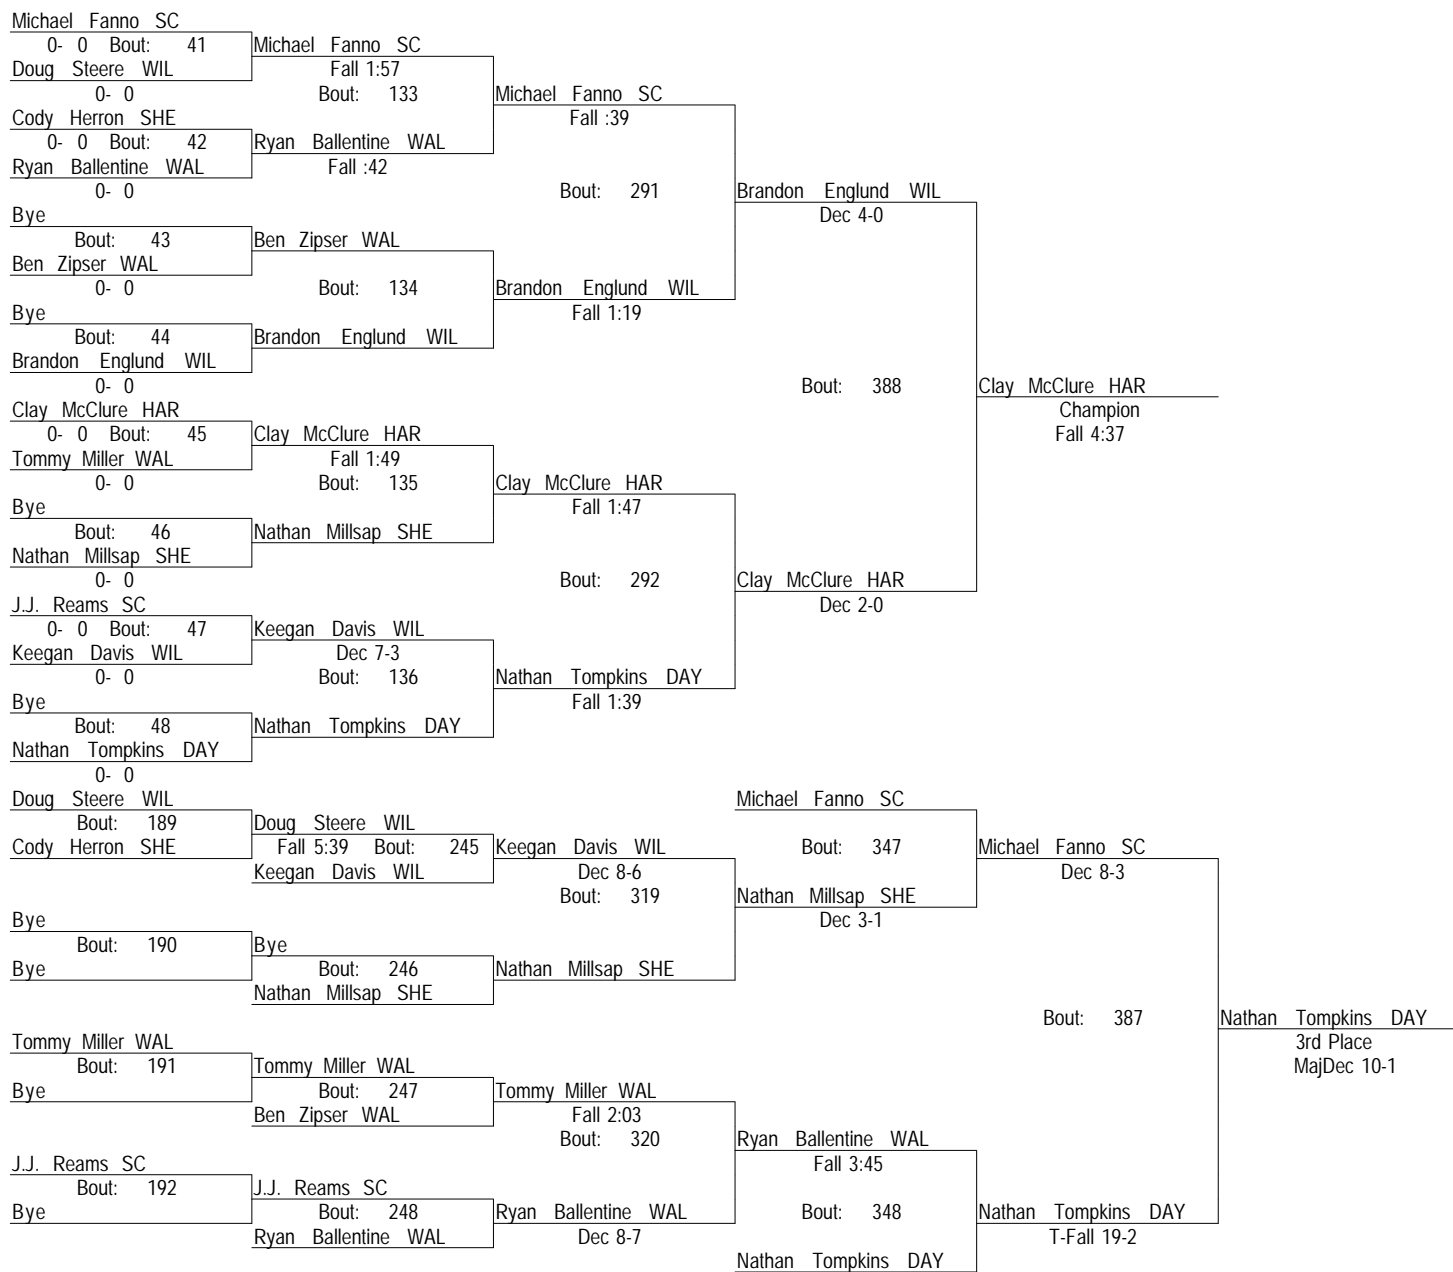 Michael Fanno SC
0- 0 Bout: 41 Michael Fanno SC
Doug Steere WIL Fall 1:57
0- 0 Bout: 133 Michael Fanno SC
Cody Herron SHE Fall :39
0- 0 Bout: 42 Ryan Ballentine WAL
Ryan Ballentine WAL Fall :42
0- 0 Bout: 291 Brandon Englund WIL
Bye Dec 4-0
Bout: 43 Ben Zipser WAL
Ben Zipser WAL
0- 0 Bout: 134 Brandon Englund WIL
Bye Fall 1:19
Bout: 44 Brandon Englund WIL
Brandon Englund WIL
0- 0 Bout: 388 Clay McClure HAR
Clay McClure HAR Champion
0- 0 Bout: 45 Clay McClure HAR Fall 4:37
Tommy Miller WAL Fall 1:49
0- 0 Bout: 135 Clay McClure HAR
Bye Fall 1:47
Bout: 46 Nathan Millsap SHE
Nathan Millsap SHE
0- 0 Bout: 292 Clay McClure HAR
J.J. Reams SC Dec 2-0
0- 0 Bout: 47 Keegan Davis WIL
Keegan Davis WIL Dec 7-3
0- 0 Bout: 136 Nathan Tompkins DAY
Bye Fall 1:39
Bout: 48 Nathan Tompkins DAY
Nathan Tompkins DAY
0- 0
Doug Steere WIL Michael Fanno SC
Bout: 189 Doug Steere WIL
Cody Herron SHE Fall 5:39 Bout: 245 Keegan Davis WIL Bout: 347 Michael Fanno SC
Keegan Davis WIL Dec 8-6 Dec 8-3
Bout: 319 Nathan Millsap SHE
Bye Dec 3-1
Bout: 190 Bye
Bye Bout: 246 Nathan Millsap SHE
Nathan Millsap SHE
Bout: 387 Nathan Tompkins DAY
Tommy Miller WAL 3rd Place
Bout: 191 Tommy Miller WAL MajDec 10-1
Bye Bout: 247 Tommy Miller WAL
Ben Zipser WAL Fall 2:03
Bout: 320 Ryan Ballentine WAL
J.J. Reams SC Fall 3:45
Bout: 192 J.J. Reams SC
Bye Bout: 248 Ryan Ballentine WAL Bout: 348 Nathan Tompkins DAY
Ryan Ballentine WAL Dec 8-7 T-Fall 19-2
Nathan Tompkins DAY